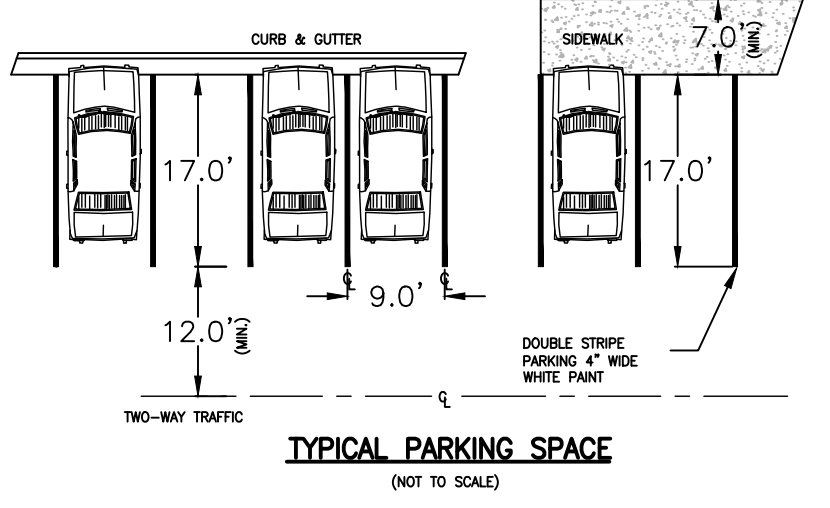 CURB & GUTTER
SIDEWALK
7.0' (MIN.)
17.0'
17.0'
℄ ℄
9.0'
12.0' (MIN.)
DOUBLE STRIPE
PARKING 4" WIDE
WHITE PAINT
℄
TWO-WAY TRAFFIC
TYPICAL PARKING SPACE
(NOT TO SCALE)